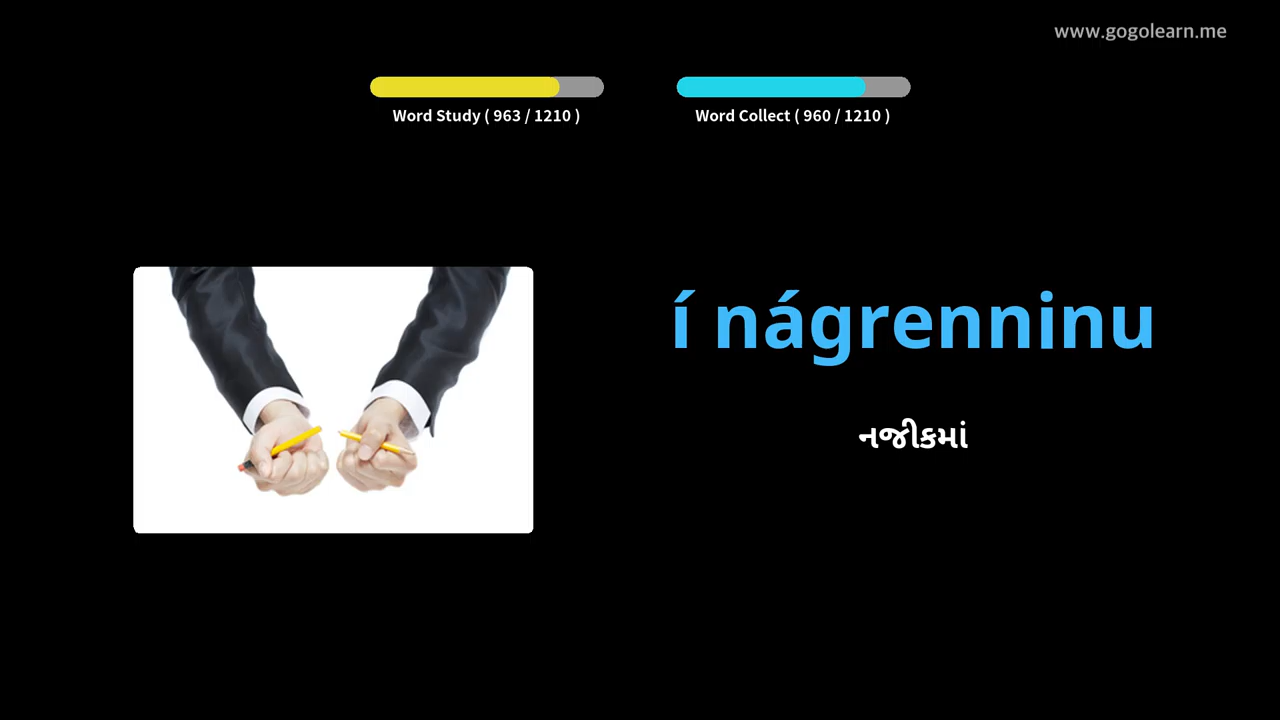 www.gogolearn.me
Word Study ( 963 / 1210 )
Word Collect ( 960 / 1210 )
í nágrenninu
નજીકમાં